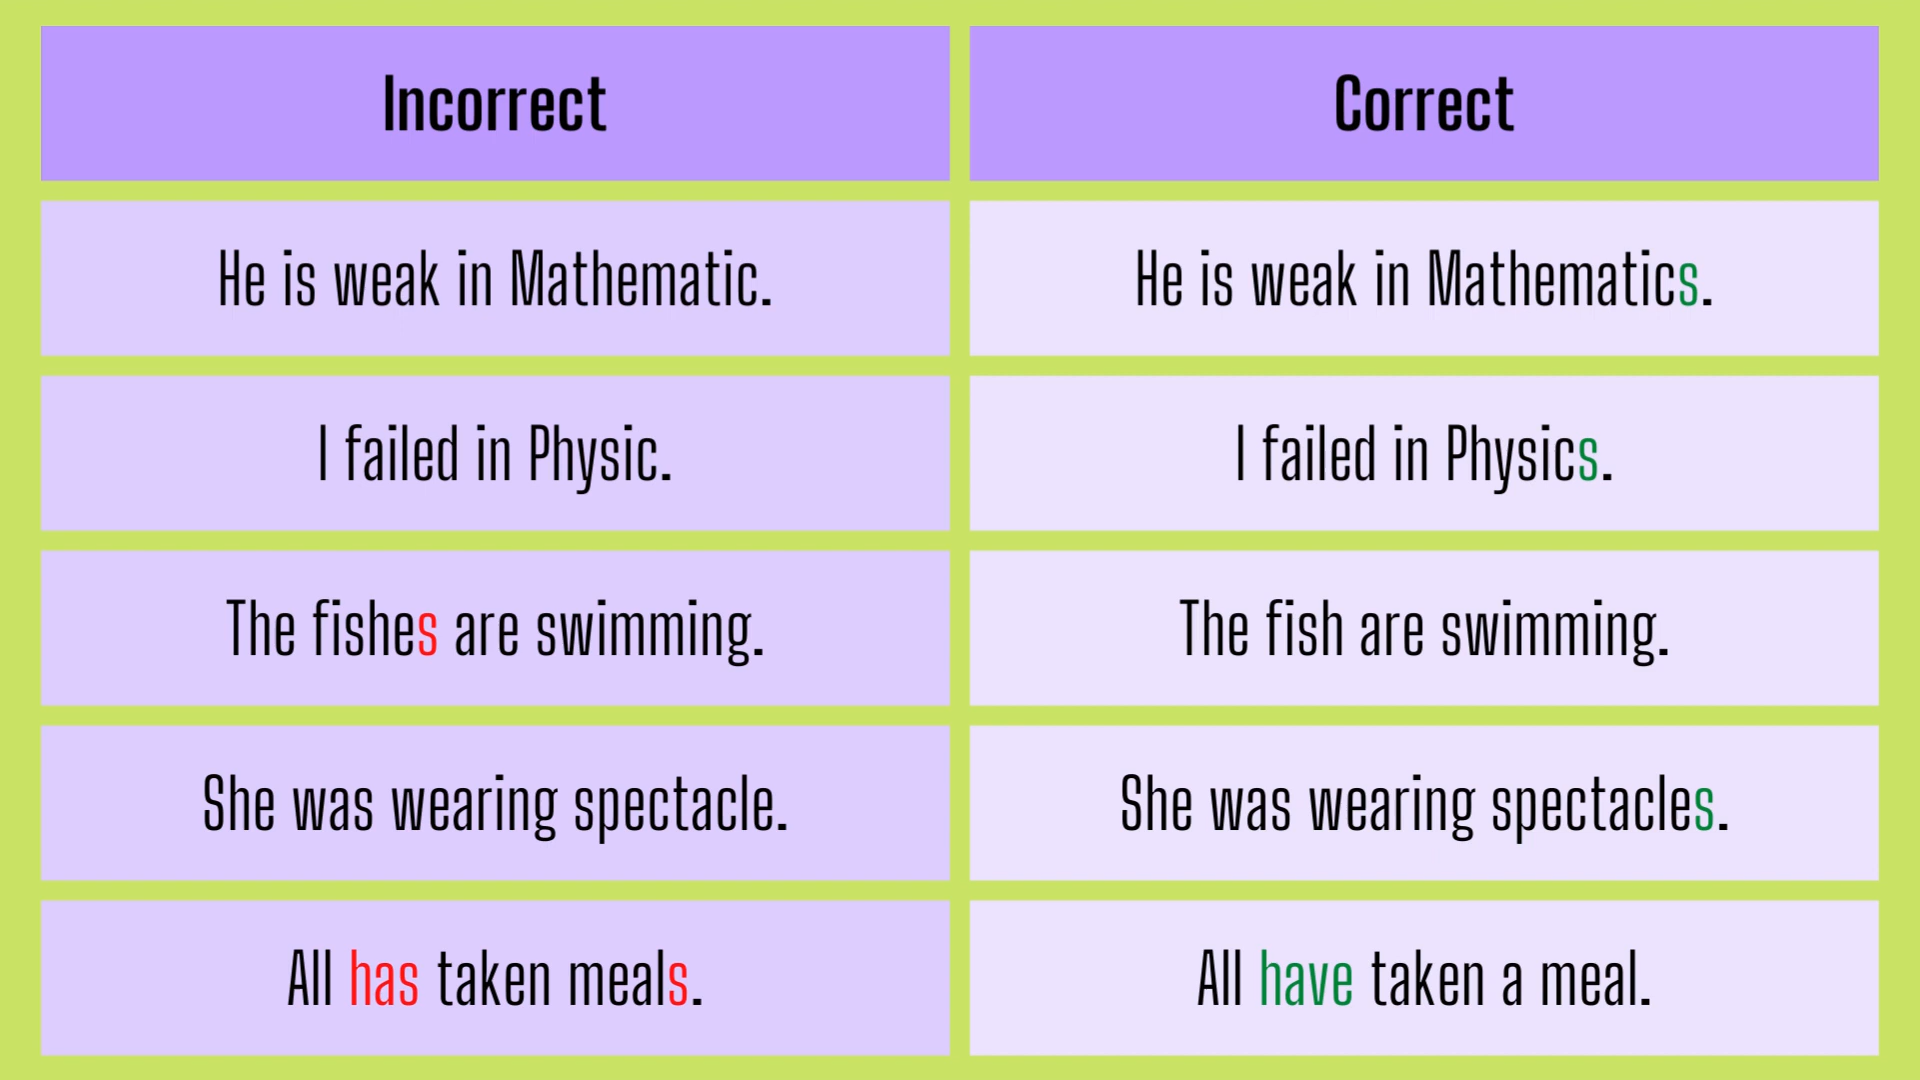 Incorrect
Correct
He is weak in Mathematic.
He is weak in Mathematics.
I failed in Physic.
I failed in Physics.
The fishes are swimming.
The fish are swimming.
She was wearing spectacle.
She was wearing spectacles.
All has taken meals.
All have taken a meal.